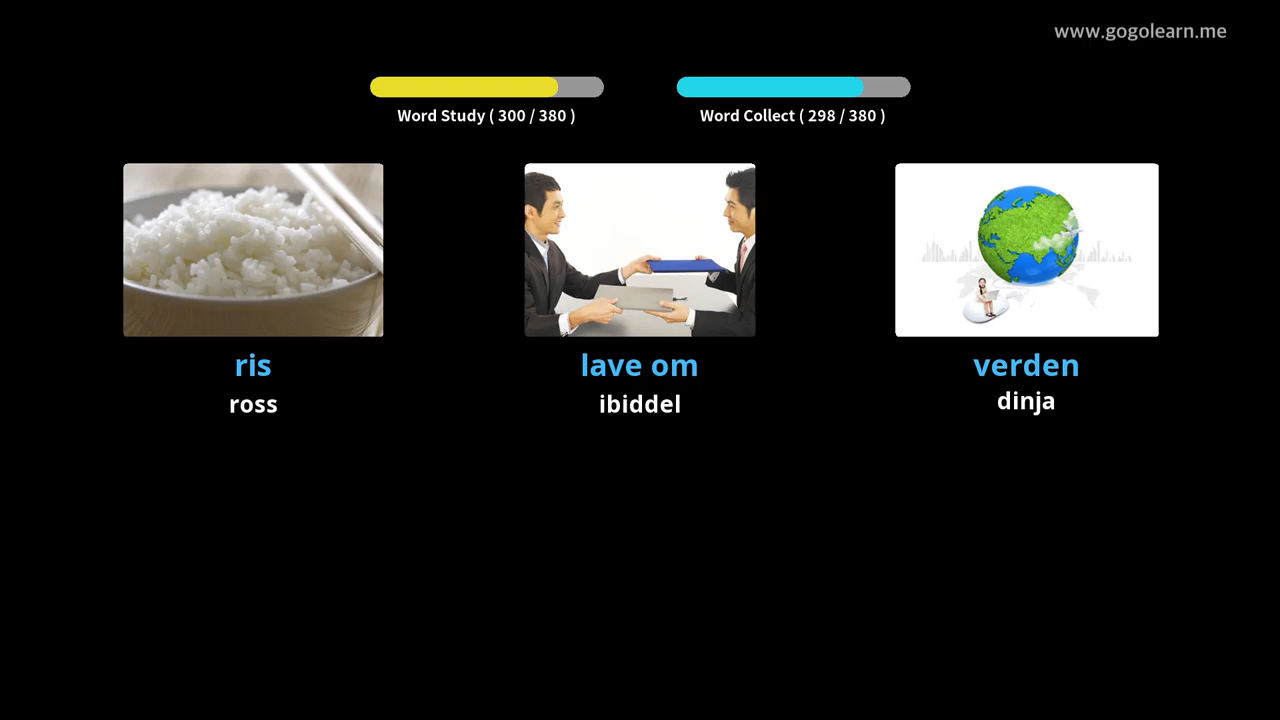 www.gogolearn.me
Word Study ( 300 / 380 )
Word Collect ( 298 / 380 )
ris
ross
lave om
ibiddel
verden
dinja